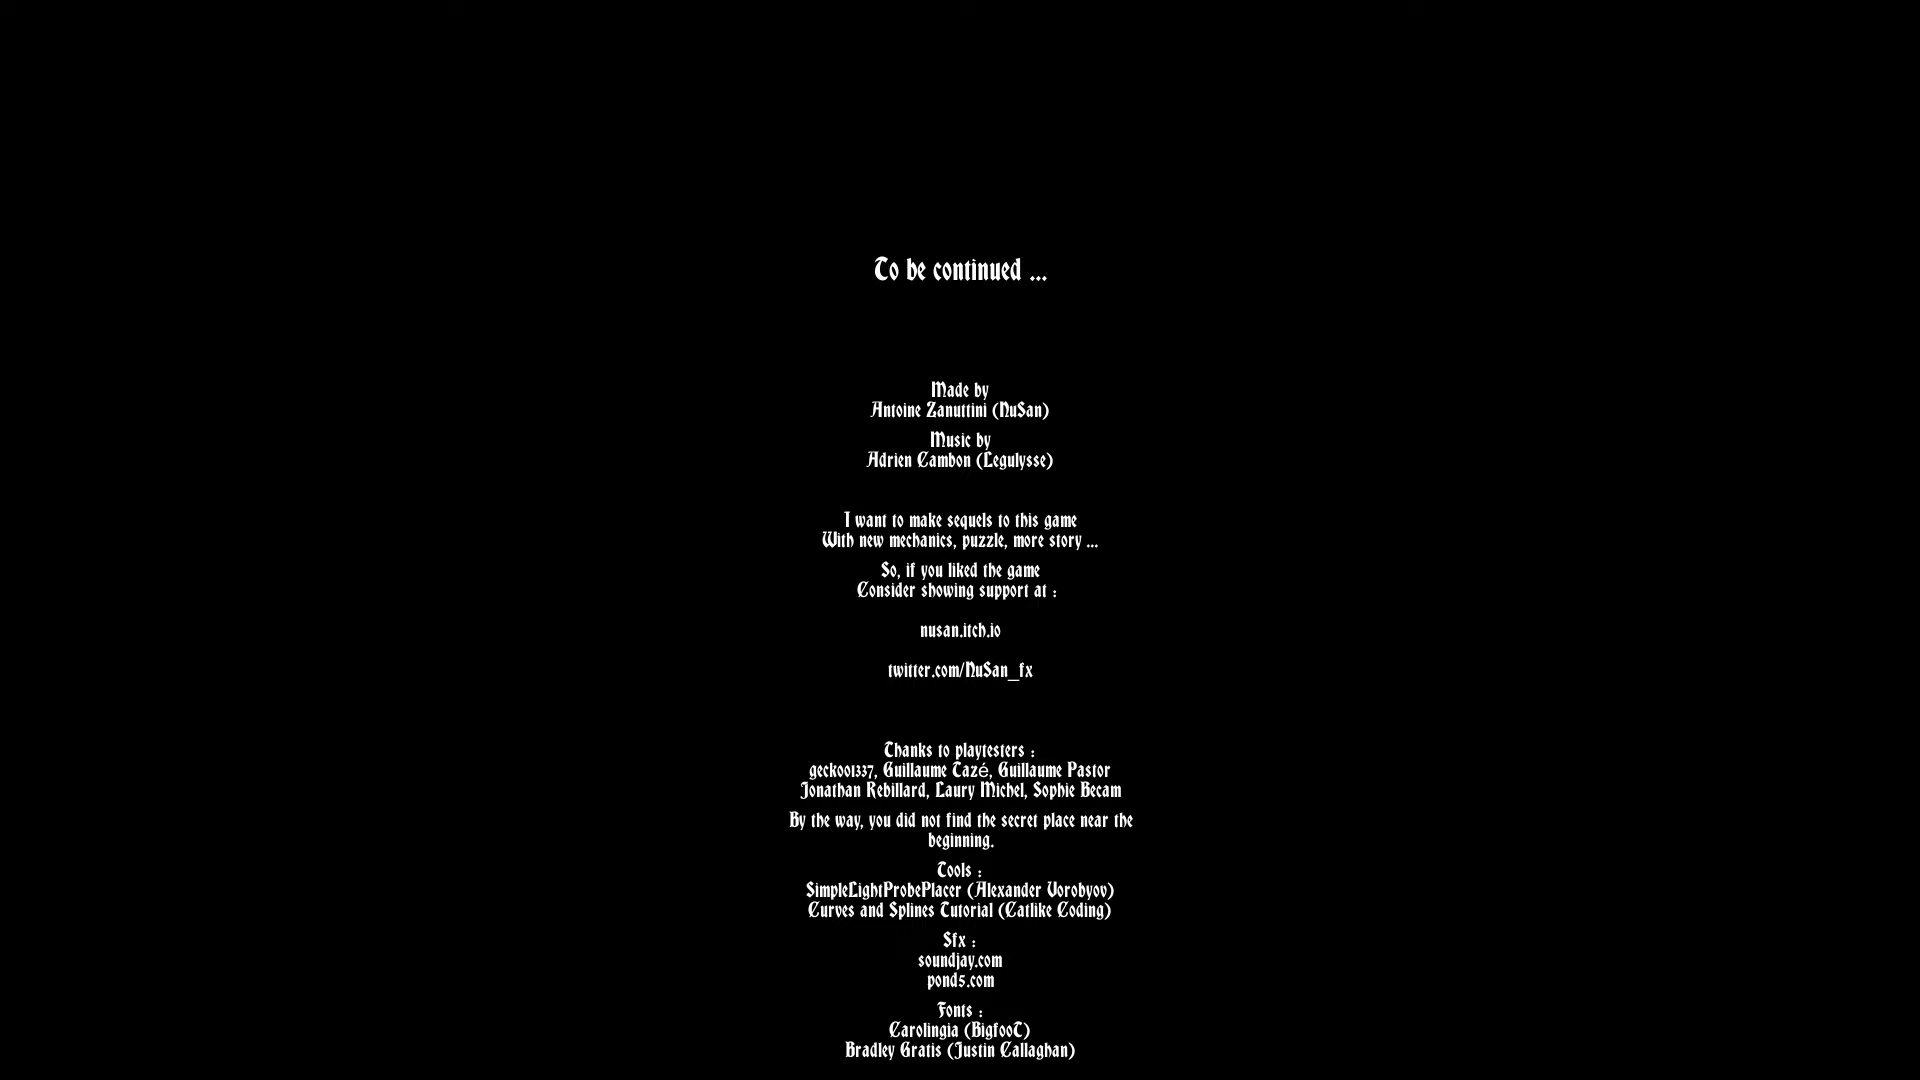 To be continued ...
Made by
Antoine Zanuttini (NuSan)
Music by
Adrien Cambon (Legulysse)
I want to make sequels to this game
With new mechanics, puzzle, more story ...
So, if you liked the game
Consider showing support at :
nusan.itch.io
twitter.com/NuSan_fx
Thanks to playtesters :
gecko01337, Guillaume Tazé, Guillaume Pastor
Jonathan Rebillard, Laury Michel, Sophie Becam
By the way, you did not find the secret place near the
beginning.
Tools :
SimpleLightProbePlacer (Alexander Vorobyov)
Curves and Splines Tutorial (Catlike Coding)
Sfx :
soundjay.com
pond5.com
Fonts :
Carolingia (BigfooT)
Bradley Gratis (Justin Callaghan)